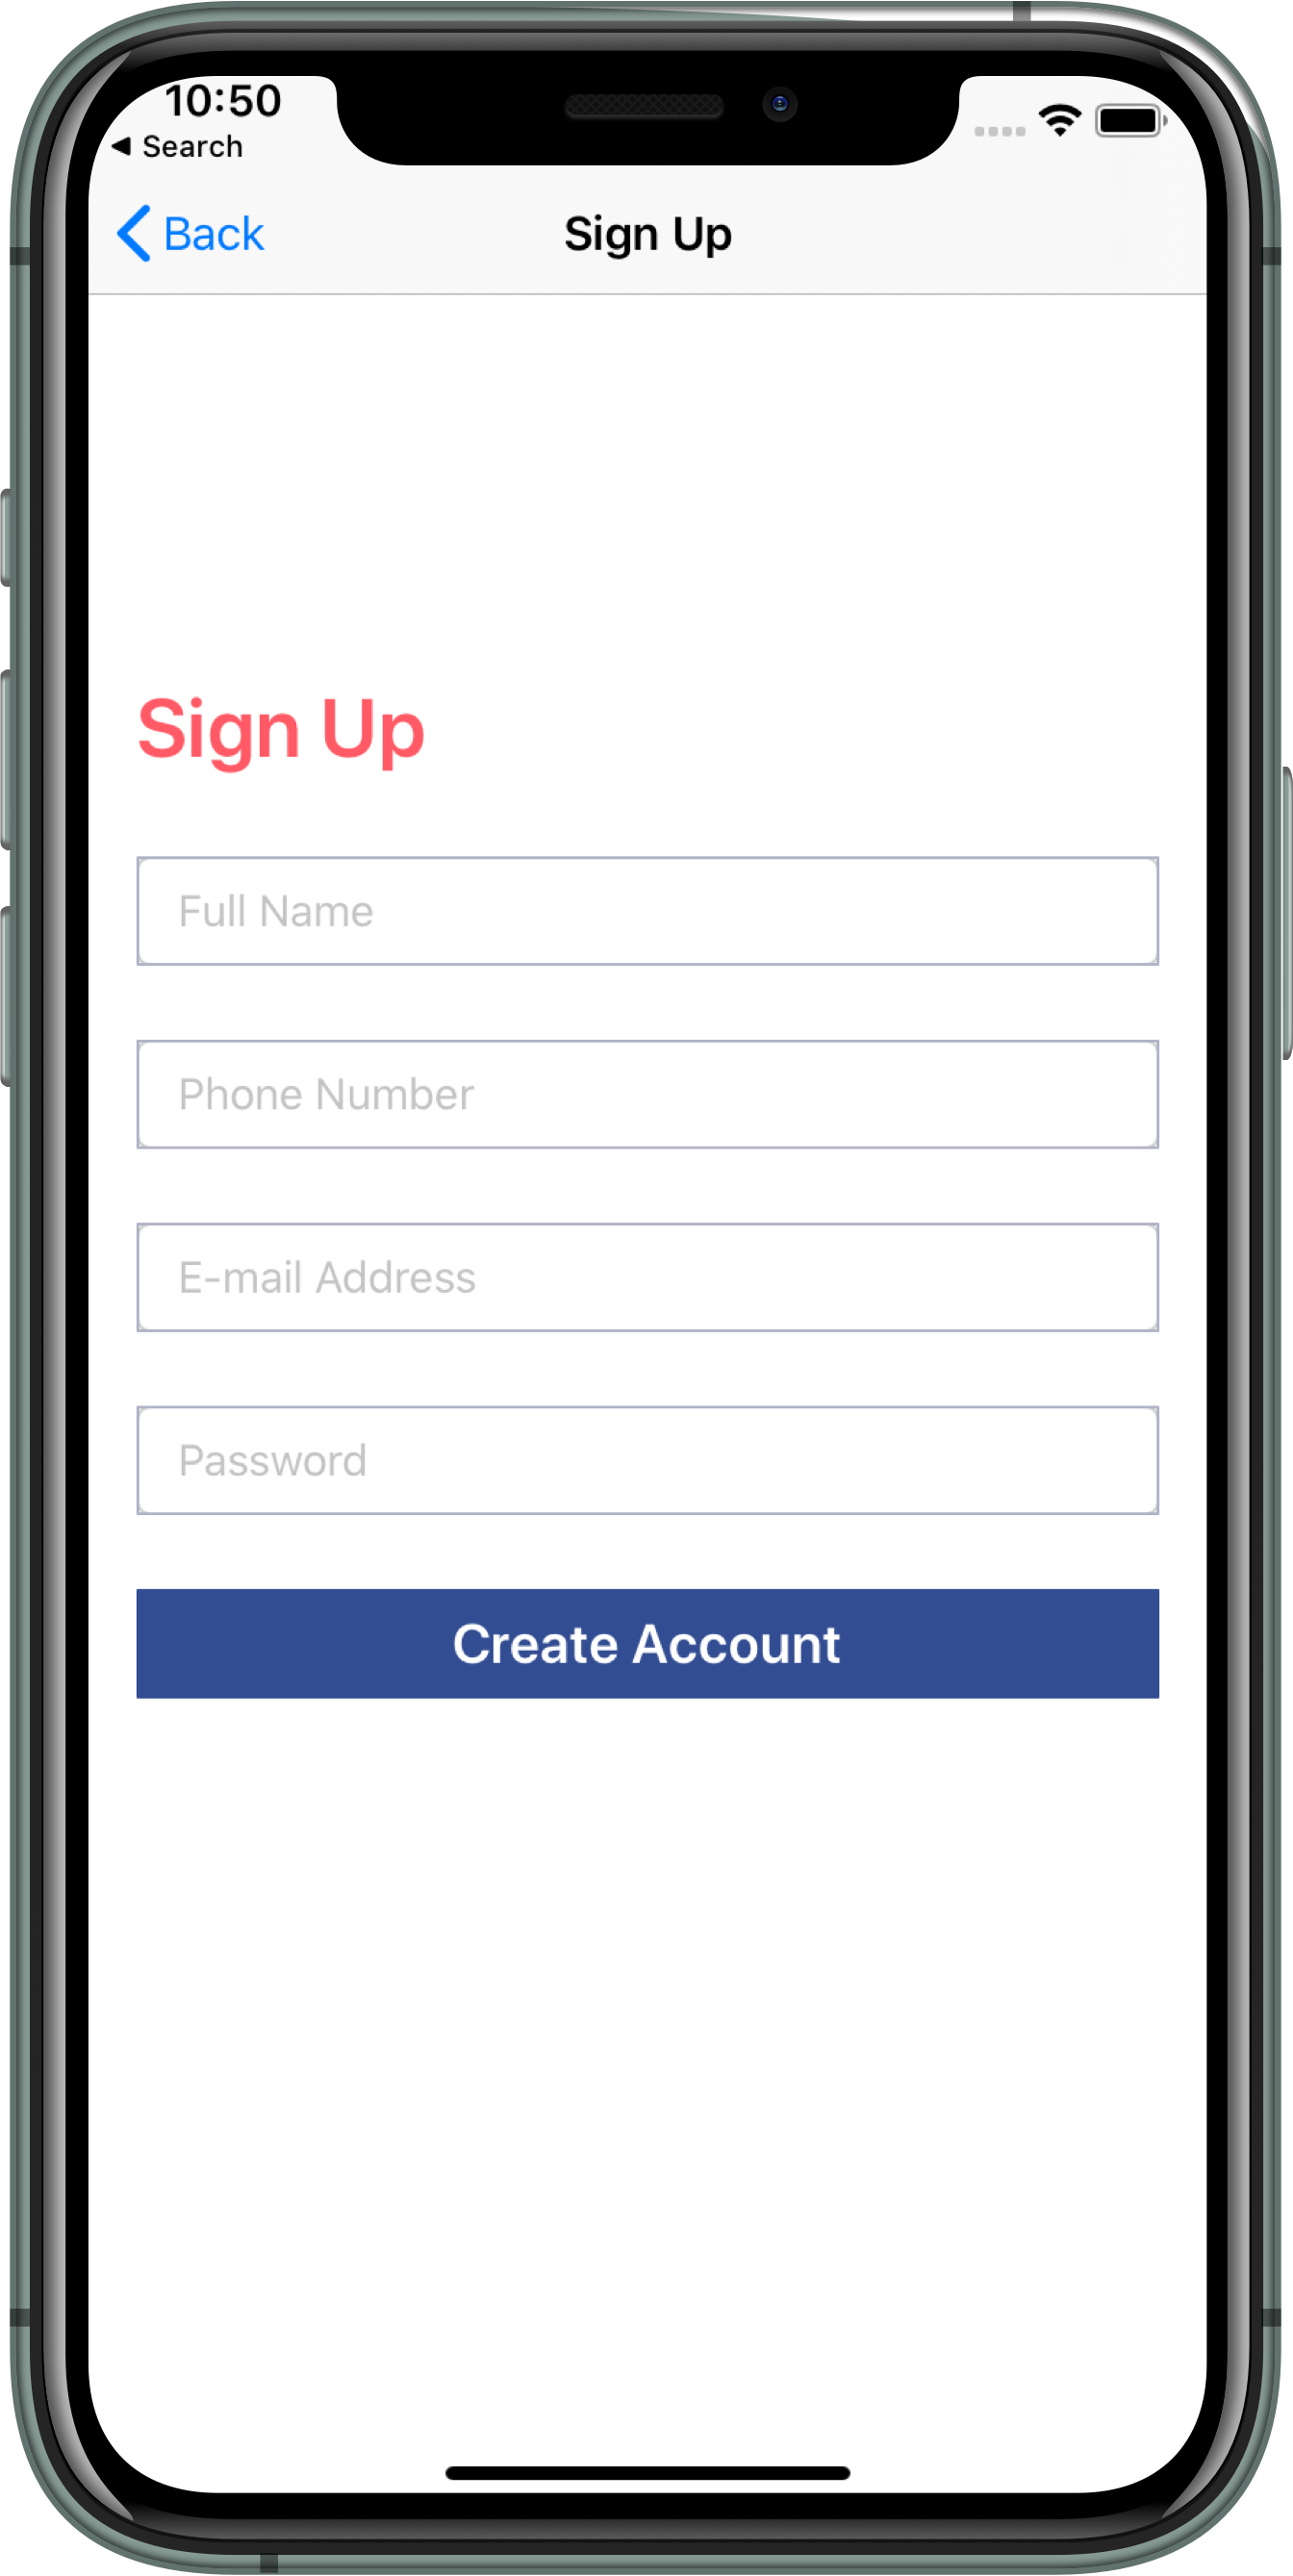 10:50
◀ Search
Back
Sign Up
Sign Up
Full Name
Phone Number
E-mail Address
Password
Create Account